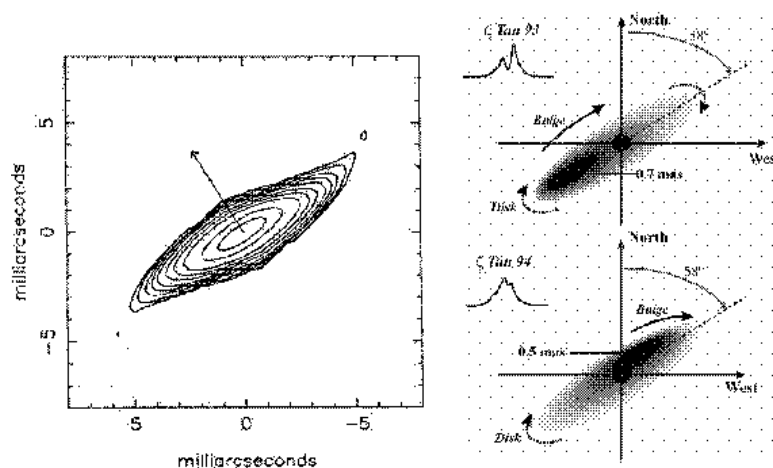 milliarcseconds
5
0
-5
5
0
-5
milliarcseconds
ζ Tau 93
North
58°
Bulge
West
0.7 mas
Disk
ζ Tau 94
North
58°
Bulge
0.5 mas
West
Disk